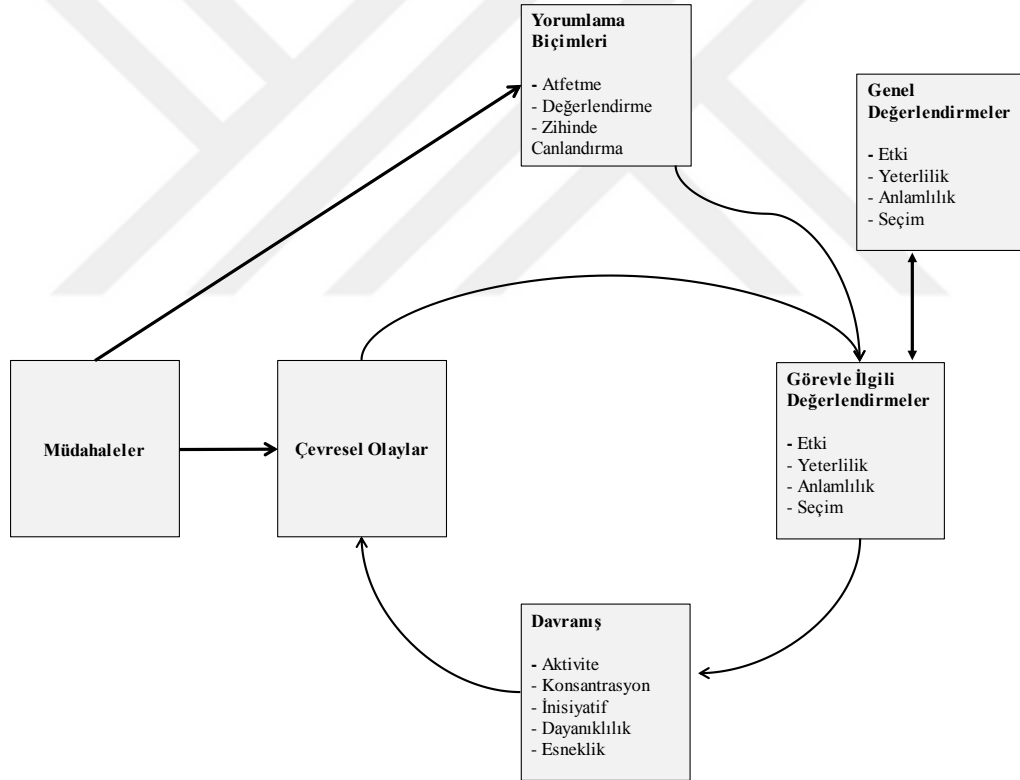 Yorumlama
Biçimleri
- Atfetme
- Değerlendirme
- Zihinde
Canlandırma
Genel
Değerlendirmeler
- Etki
- Yeterlilik
- Anlamlılık
- Seçim
Müdahaleler
Çevresel Olaylar
Görevle İlgili
Değerlendirmeler
- Etki
- Yeterlilik
- Anlamlılık
- Seçim
Davranış
- Aktivite
- Konsantrasyon
- İnisiyatif
- Dayanıklılık
- Esneklik